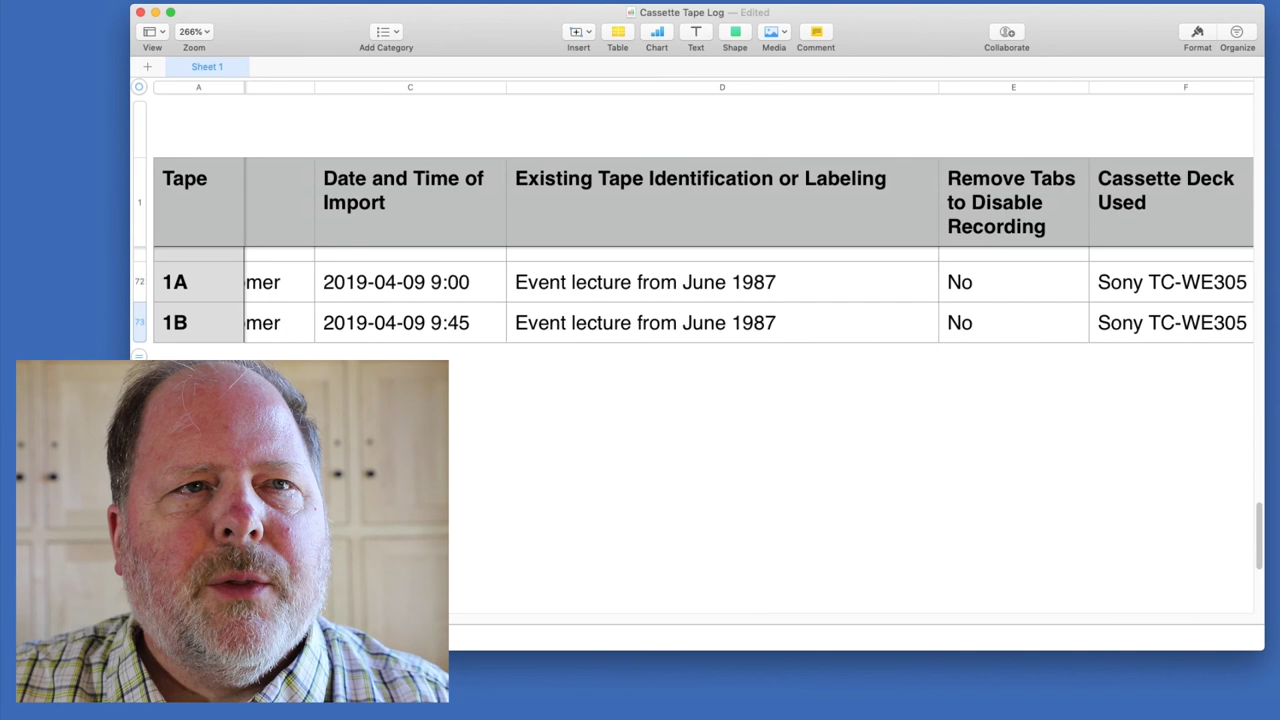 Cassette Tape Log — Edited
266%
View
Zoom
Add Category
Insert
Table
Chart
Text
Shape
Media
Comment
Collaborate
Format
Organize
Sheet 1
A
C
D
E
F
1
Tape
Date and Time of
Import
Existing Tape Identification or Labeling
Remove Tabs
to Disable
Recording
Cassette Deck
Used
72
1A
mer
2019-04-09 9:00
Event lecture from June 1987
No
Sony TC-WE305
73
1B
mer
2019-04-09 9:45
Event lecture from June 1987
No
Sony TC-WE305